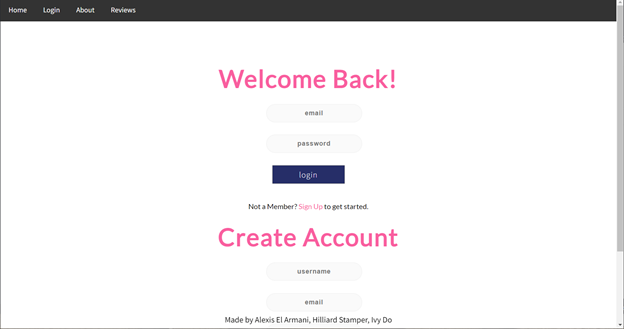 Home Login About Reviews
Welcome Back!
email
password
login
Not a Member? Sign Up to get started.
Create Account
username
email
Made by Alexis El Armani, Hilliard Stamper, Ivy Do